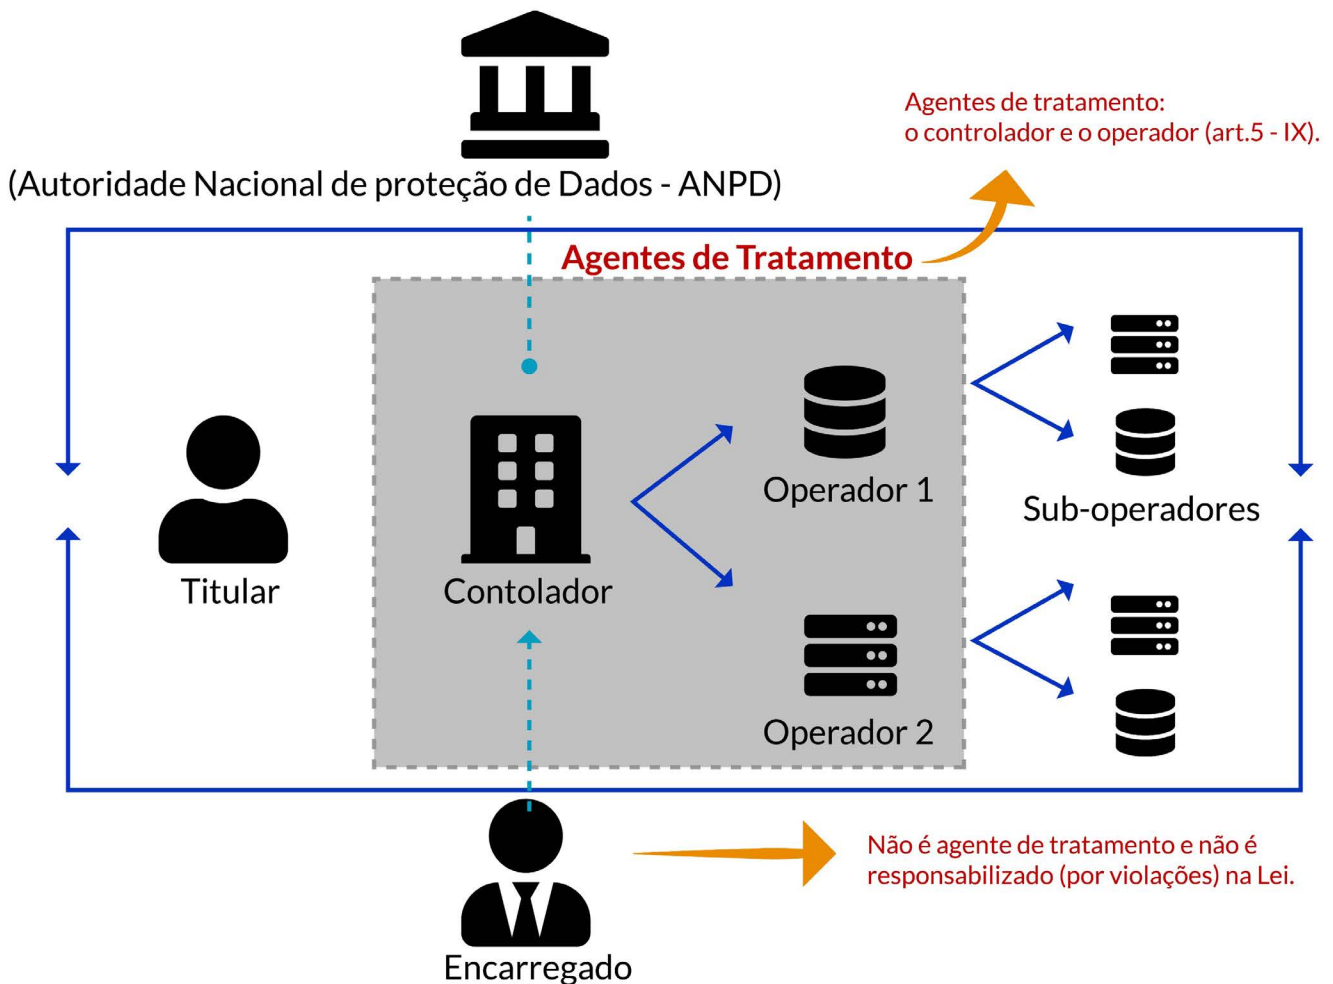 Agentes de tratamento:
o controlador e o operador (art.5 - IX).
(Autoridade Nacional de proteção de Dados - ANPD)
Agentes de Tratamento
Operador 1
Sub-operadores
Titular
Contolador
Operador 2
Não é agente de tratamento e não é
responsabilizado (por violações) na Lei.
Encarregado